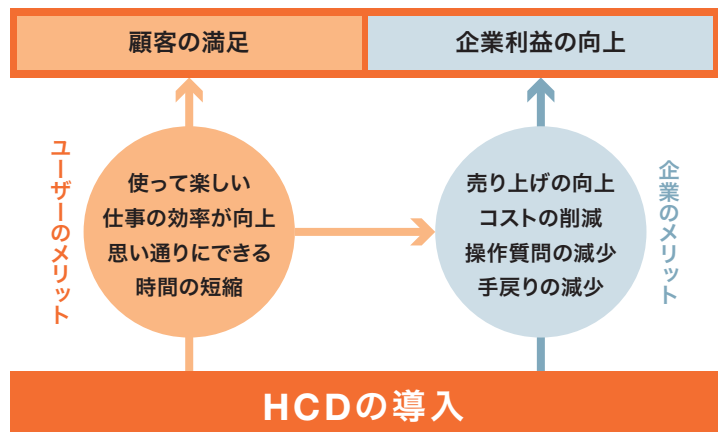 顧客の満足
企業利益の向上
ユーザーのメリット
使って楽しい
仕事の効率が向上
思い通りにできる
時間の短縮
売り上げの向上
コストの削減
操作質問の減少
手戻りの減少
企業のメリット
HCDの導入